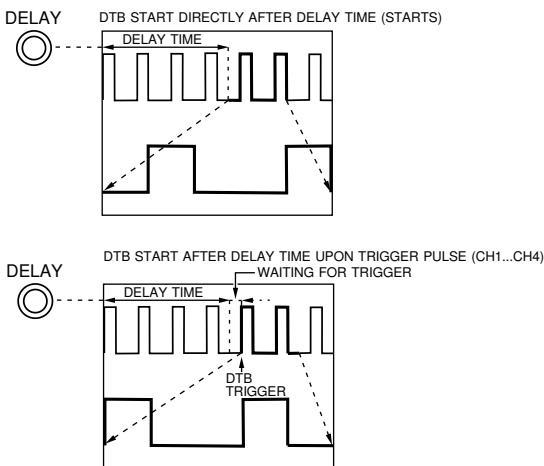 DELAY
DTB START DIRECTLY AFTER DELAY TIME (STARTS)
DELAY TIME
DTB START AFTER DELAY TIME UPON TRIGGER PULSE (CH1...CH4)
DELAY
WAITING FOR TRIGGER
DELAY TIME
DTB
TRIGGER